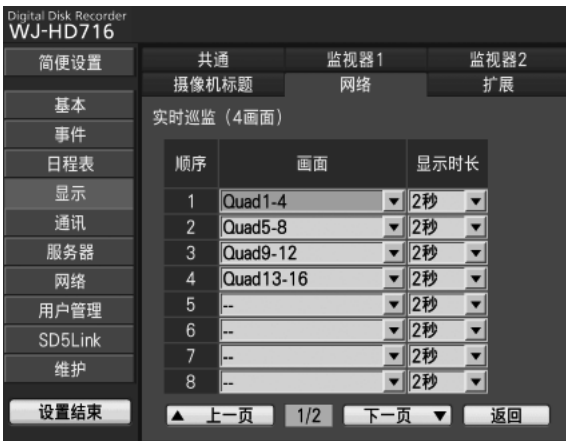 Digital Disk Recorder
WJ-HD716
简便设置
基本
事件
日程表
显示
通讯
服务器
网络
用户管理
SD5Link
维护
设置结束
共通 监视器1 监视器2
摄像机标题 网络 扩展
实时巡监（4画面）
顺序 画面 显示时长
1 Quad1-4 ▼ 2秒 ▼
2 Quad5-8 ▼ 2秒 ▼
3 Quad9-12 ▼ 2秒 ▼
4 Quad13-16 ▼ 2秒 ▼
5 -- ▼ 2秒 ▼
6 -- ▼ 2秒 ▼
7 -- ▼ 2秒 ▼
8 -- ▼ 2秒 ▼
▲ 上一页 1/2 下一页 ▼ 返回